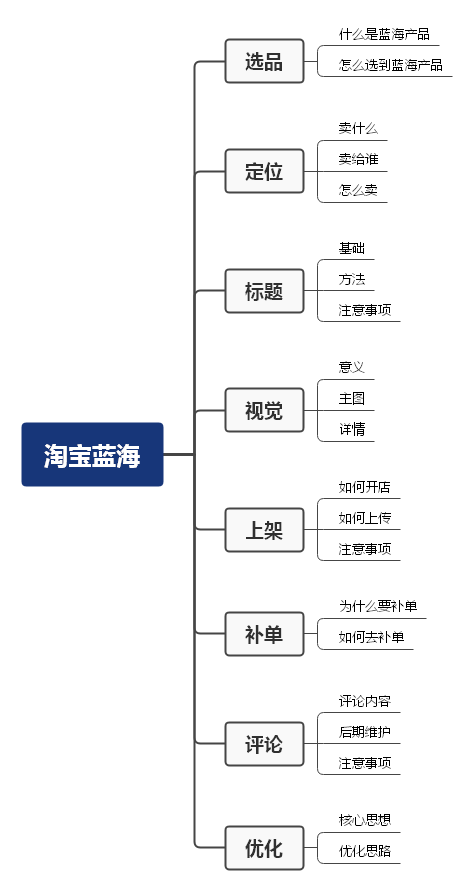 淘宝蓝海
选品
什么是蓝海产品
怎么选到蓝海产品
定位
卖什么
卖给谁
怎么卖
标题
基础
方法
注意事项
视觉
意义
主图
详情
上架
如何开店
如何上传
注意事项
补单
为什么要补单
如何去补单
评论
评论内容
后期维护
注意事项
优化
核心思想
优化思路